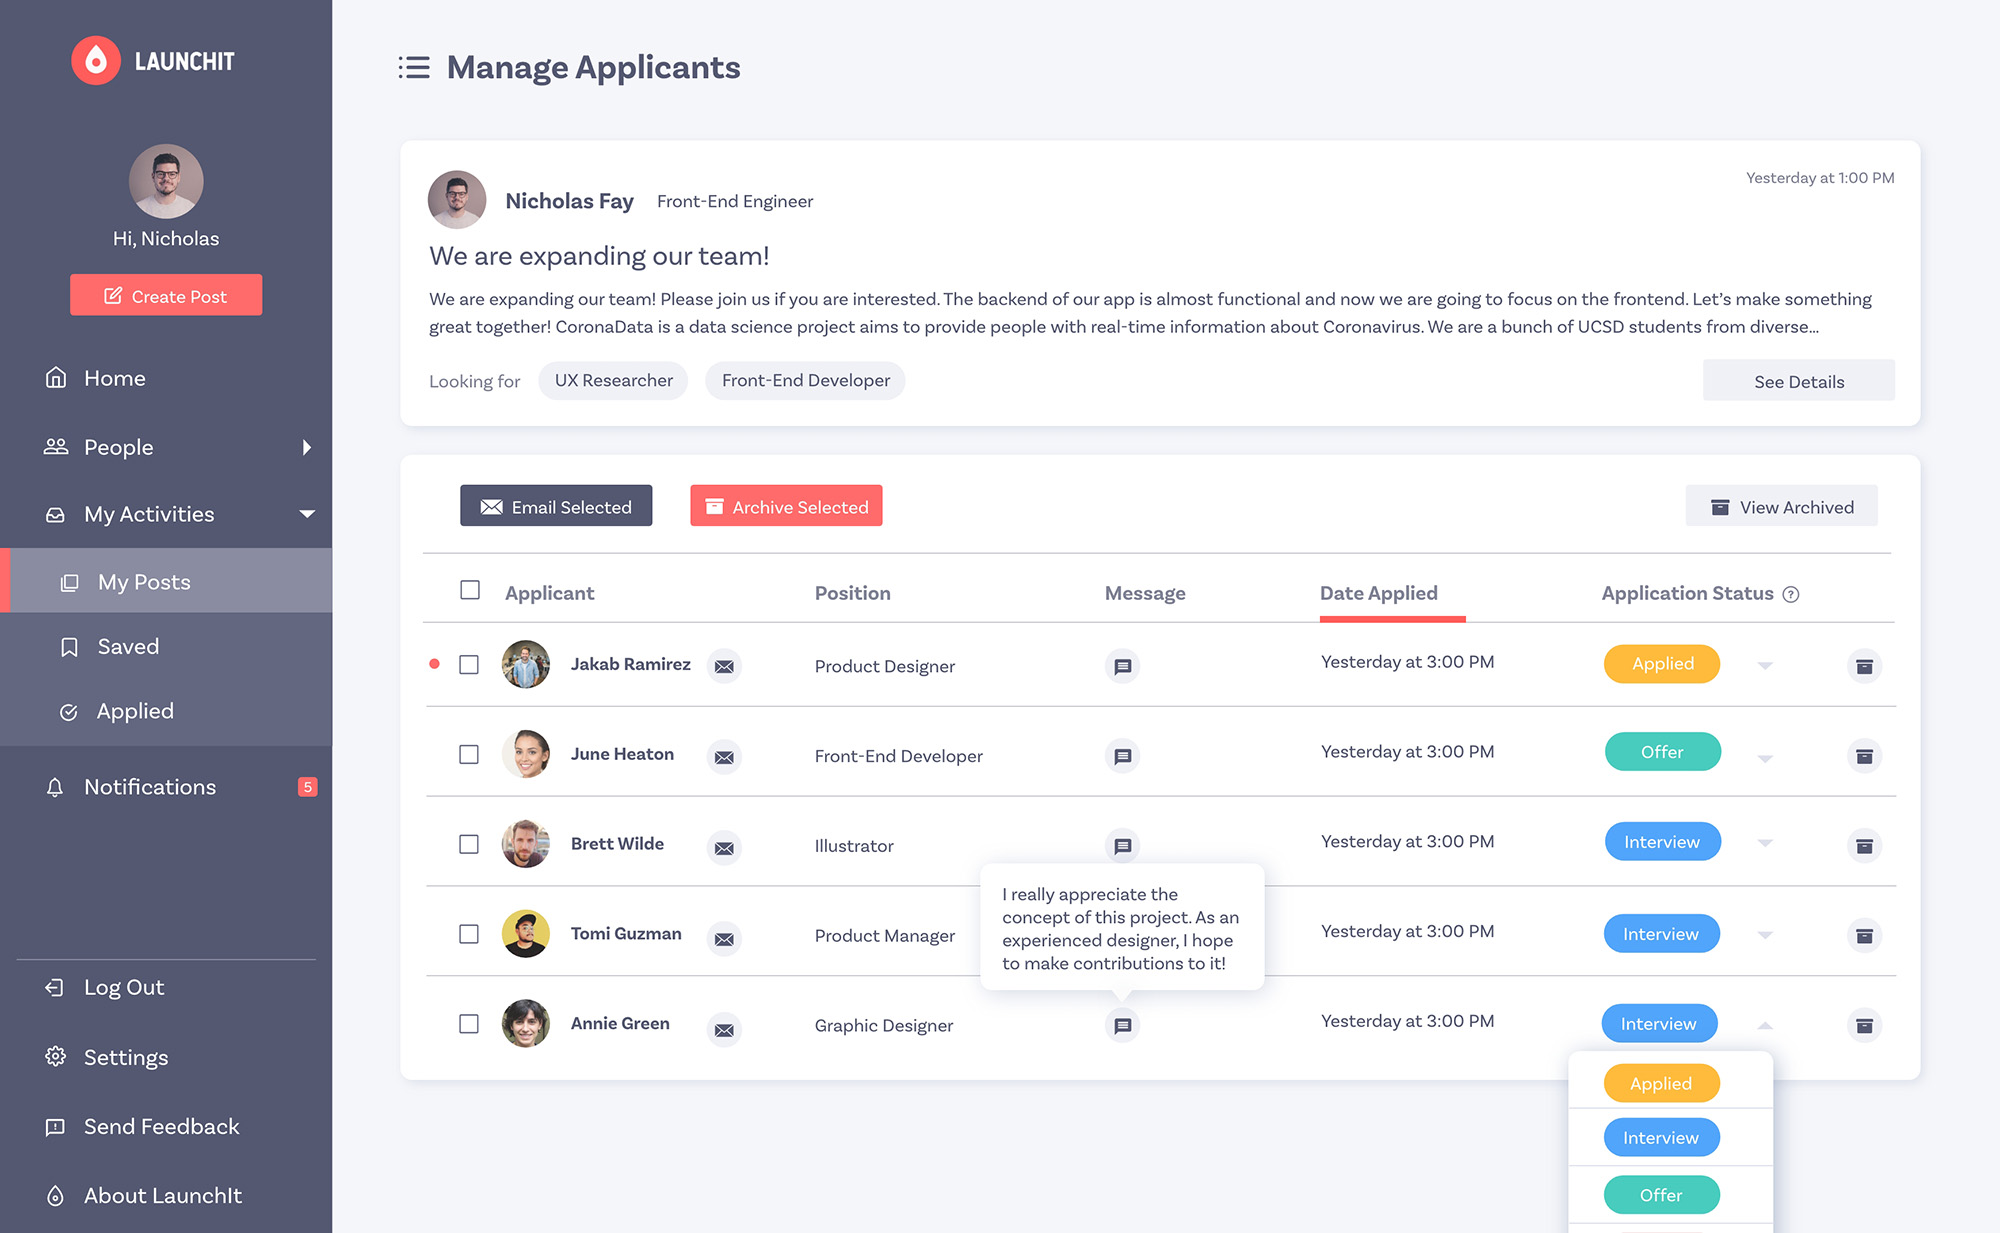 LAUNCHIT
Hi, Nicholas
Create Post
Home
People
My Activities
My Posts
Saved
Applied
Notifications
5
Log Out
Settings
Send Feedback
About LaunchIt
Manage Applicants
Nicholas Fay Front-End Engineer
Yesterday at 1:00 PM
We are expanding our team!
We are expanding our team! Please join us if you are interested. The backend of our app is almost functional and now we are going to focus on the frontend. Let's make something
great together! CoronaData is a data science project aims to provide people with real-time information about Coronavirus. We are a bunch of UCSD students from diverse...
Looking for UX Researcher Front-End Developer
See Details
Email Selected Archive Selected View Archived
Applicant Position Message Date Applied Application Status ?
Jakab Ramirez Product Designer Yesterday at 3:00 PM Applied
June Heaton Front-End Developer Yesterday at 3:00 PM Offer
Brett Wilde Illustrator Yesterday at 3:00 PM Interview
Tomi Guzman Product Manager Yesterday at 3:00 PM Interview
I really appreciate the
concept of this project. As an
experienced designer, I hope
to make contributions to it!
Annie Green Graphic Designer Yesterday at 3:00 PM Interview
Applied
Interview
Offer